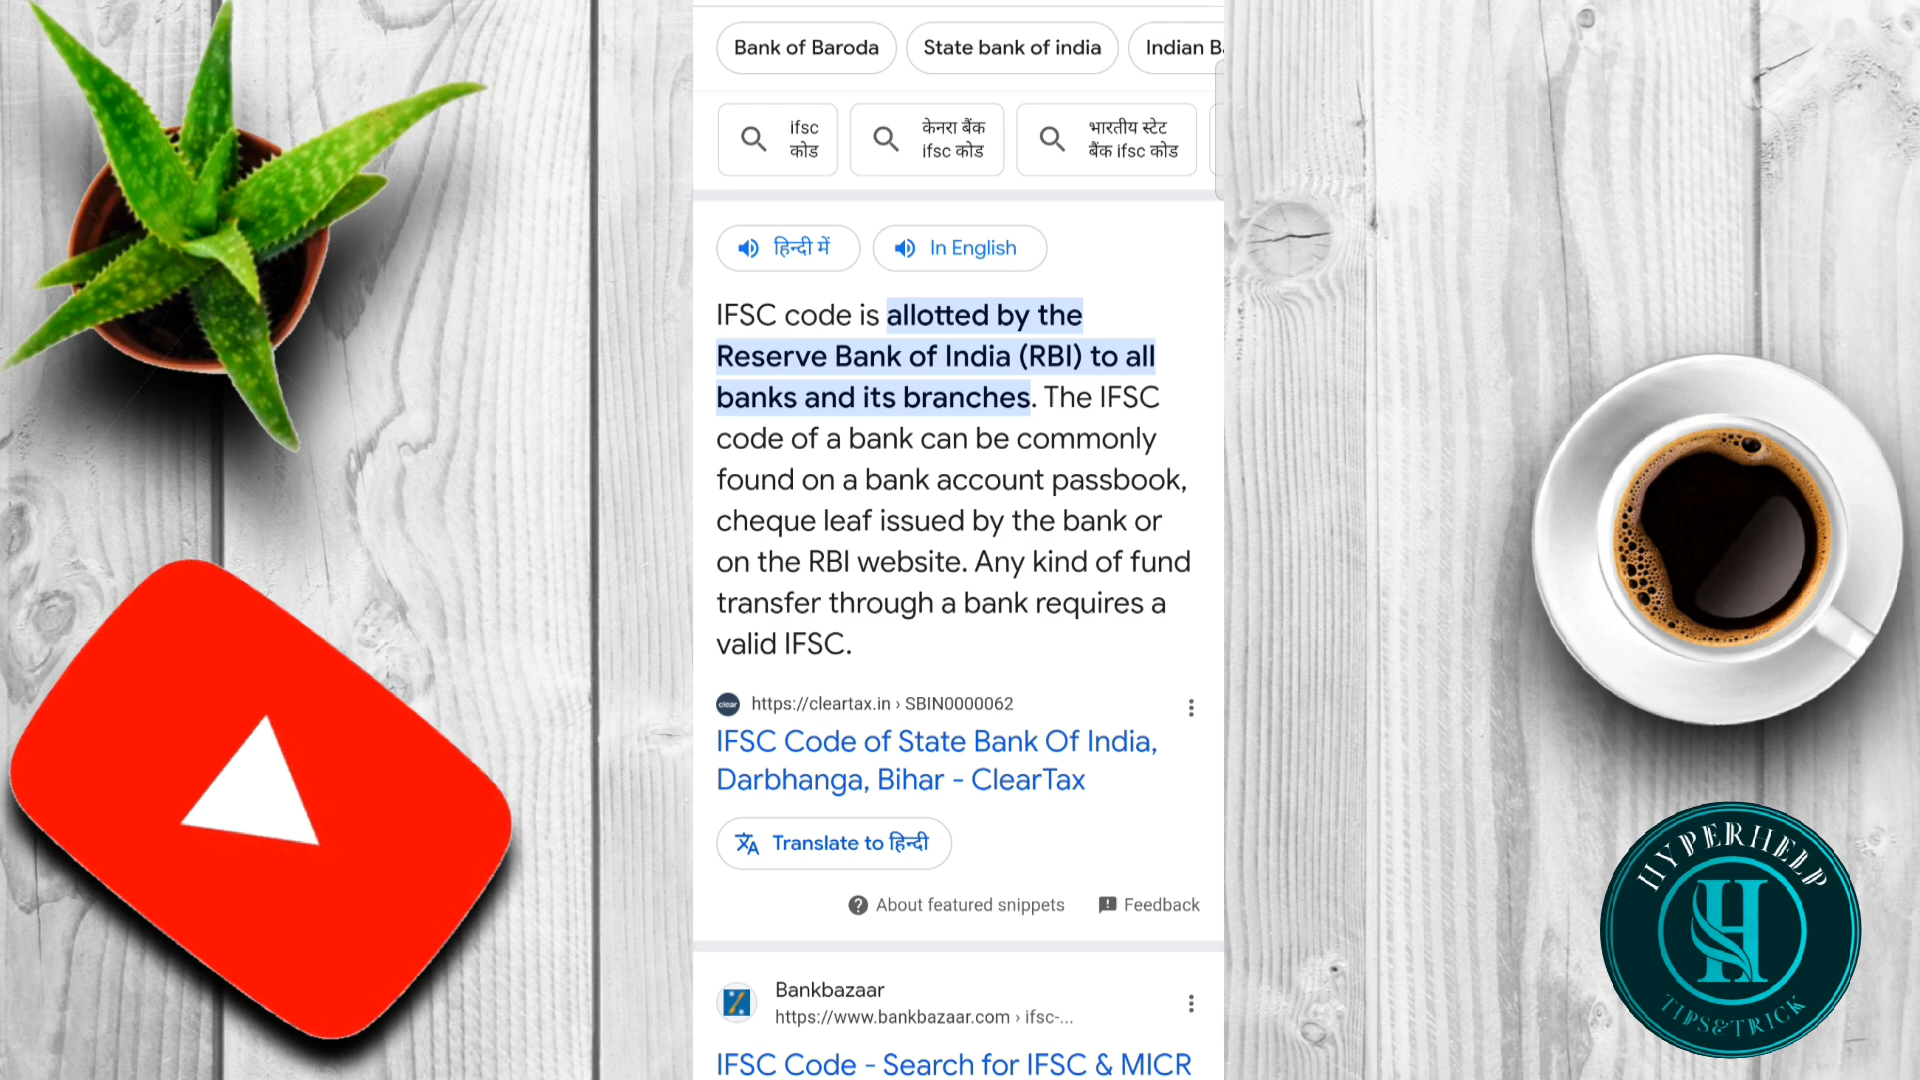 Bank of Baroda
State bank of india
Indian B
ifsc
कोड
केनरा बैंक
ifsc कोड
भारतीय स्टेट
बैंक ifsc कोड
हिन्दी में
In English
IFSC code is allotted by the
Reserve Bank of India (RBI) to all
banks and its branches. The IFSC
code of a bank can be commonly
found on a bank account passbook,
cheque leaf issued by the bank or
on the RBI website. Any kind of fund
transfer through a bank requires a
valid IFSC.
clear
https://cleartax.in › SBIN0000062
IFSC Code of State Bank Of India,
Darbhanga, Bihar - ClearTax
Translate to हिन्दी
About featured snippets
Feedback
Bankbazaar
https://www.bankbazaar.com › ifsc-...
IFSC Code - Search for IFSC & MICR
HYPERHELP
H
TIPS&TRICK